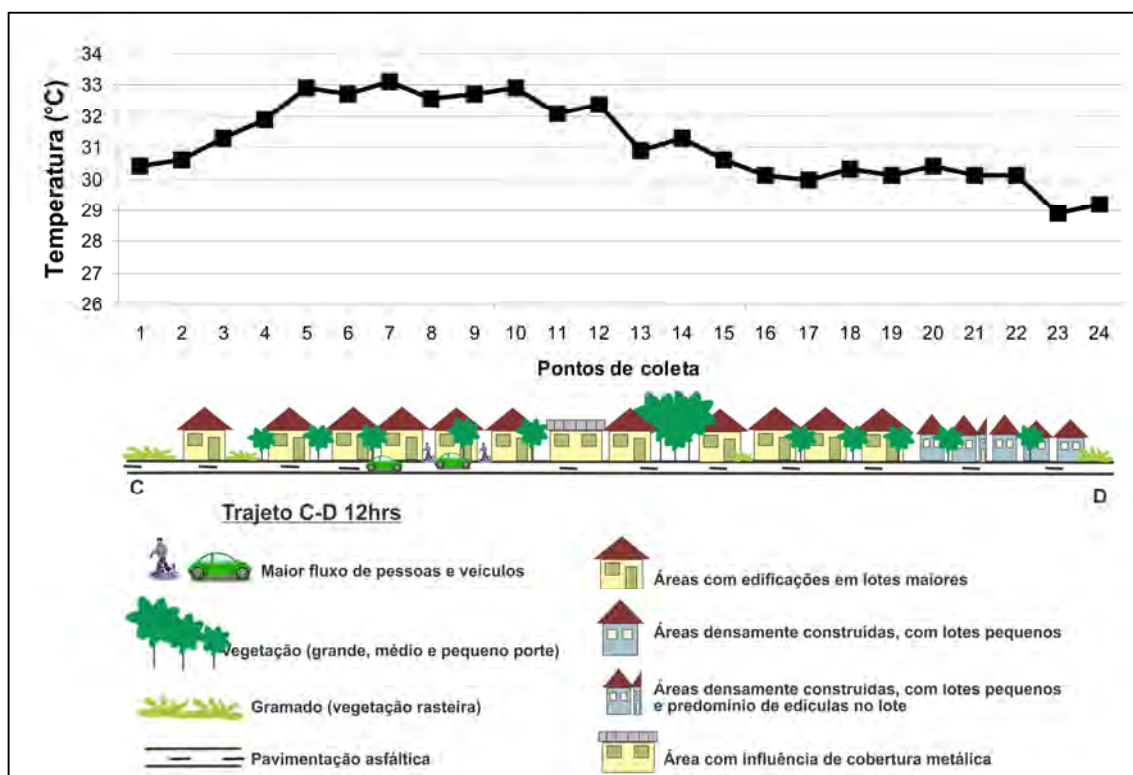 34
33
32
31
30
29
28
27
26
Temperatura (°C)
1 2 3 4 5 6 7 8 9 10 11 12 13 14 15 16 17 18 19 20 21 22 23 24
Pontos de coleta
C
D
Trajeto C-D 12hrs
Maior fluxo de pessoas e veículos
Vegetação (grande, médio e pequeno porte)
Gramado (vegetação rasteira)
Pavimentação asfáltica
Áreas com edificações em lotes maiores
Áreas densamente construídas, com lotes pequenos
Áreas densamente construídas, com lotes pequenos
e predomínio de edículas no lote
Área com influência de cobertura metálica